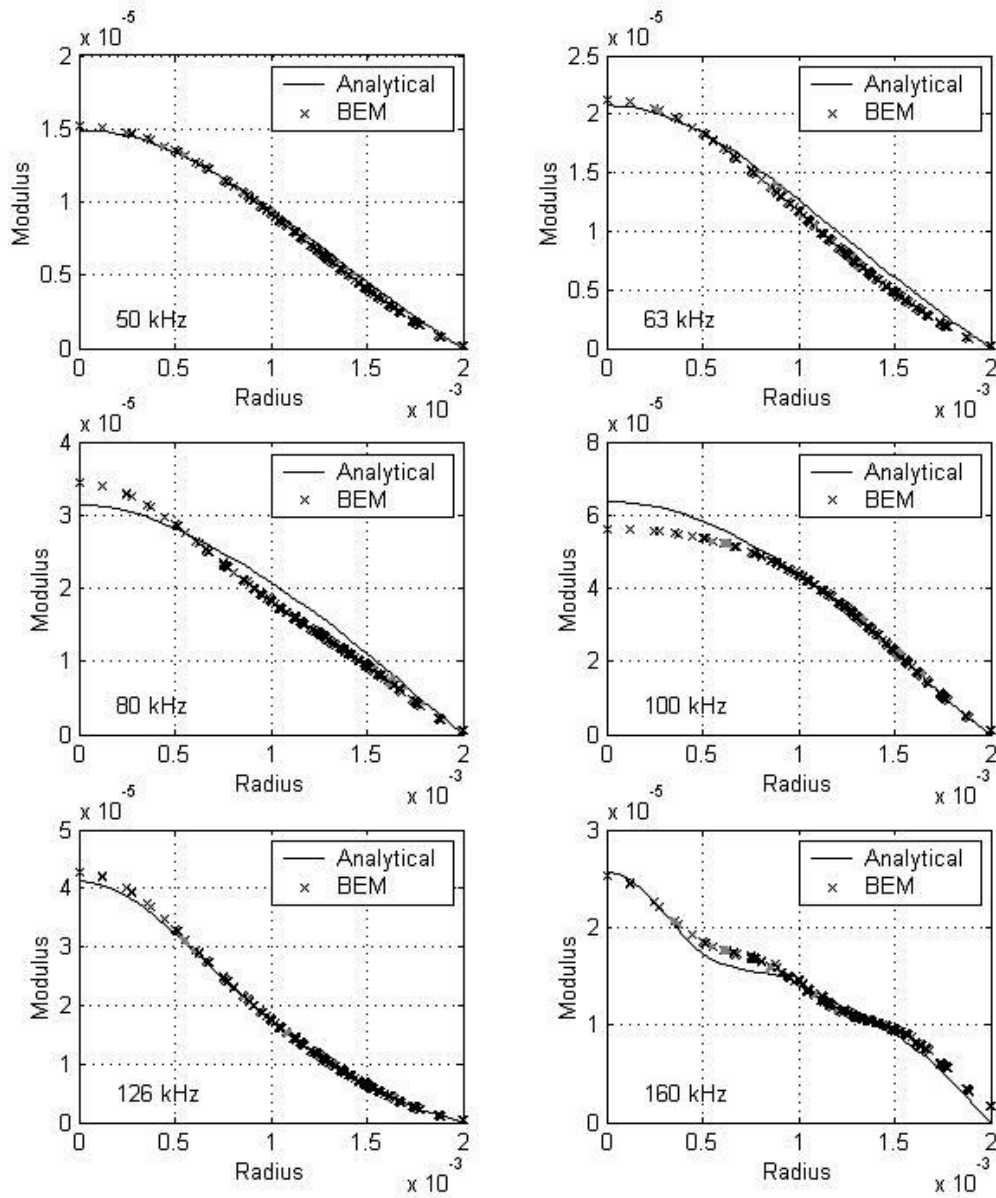 x 10^-5
2
1.5
1
0.5
0
Modulus
Analytical
BEM
50 kHz
0 0.5 1 1.5 2
Radius
x 10^-3
x 10^-5
2.5
2
1.5
1
0.5
0
Modulus
Analytical
BEM
63 kHz
0 0.5 1 1.5 2
Radius
x 10^-3
x 10^-5
4
3
2
1
0
Modulus
Analytical
BEM
80 kHz
0 0.5 1 1.5 2
Radius
x 10^-3
x 10^-5
8
6
4
2
0
Modulus
Analytical
BEM
100 kHz
0 0.5 1 1.5 2
Radius
x 10^-3
x 10^-5
5
4
3
2
1
0
Modulus
Analytical
BEM
126 kHz
0 0.5 1 1.5 2
Radius
x 10^-3
x 10^-5
3
2
1
0
Modulus
Analytical
BEM
160 kHz
0 0.5 1 1.5 2
Radius
x 10^-3